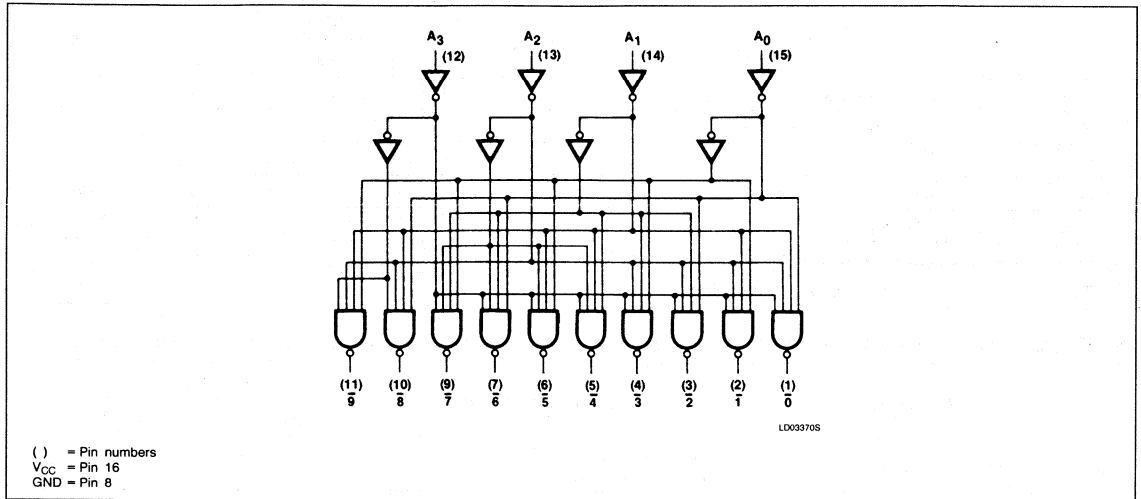 A3 A2 A1 A0
(12) (13) (14) (15)
(11) (10) (9) (7) (6) (5) (4) (3) (2) (1)
9̅ 8̅ 7̅ 6̅ 5̅ 4̅ 3̅ 2̅ 1̅ 0̅
LD03370S
( ) = Pin numbers
VCC = Pin 16
GND = Pin 8